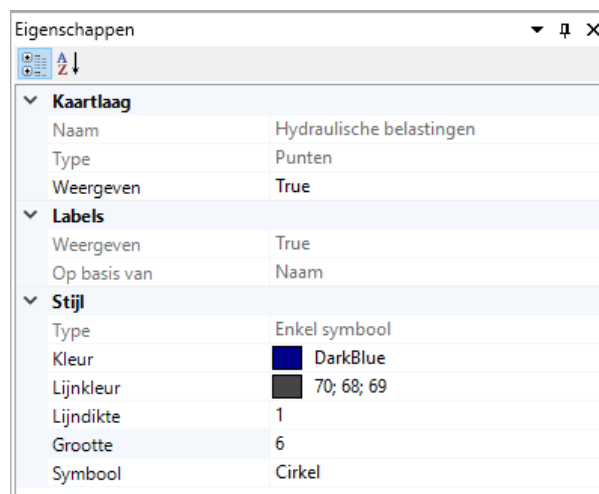 Eigenschappen
A Z
Kaartlaag
Naam Hydraulische belastingen
Type Punten
Weergeven True
Labels
Weergeven True
Op basis van Naam
Stijl
Type Enkel symbool
Kleur DarkBlue
Lijnkleur 70; 68; 69
Lijndikte 1
Grootte 6
Symbool Cirkel